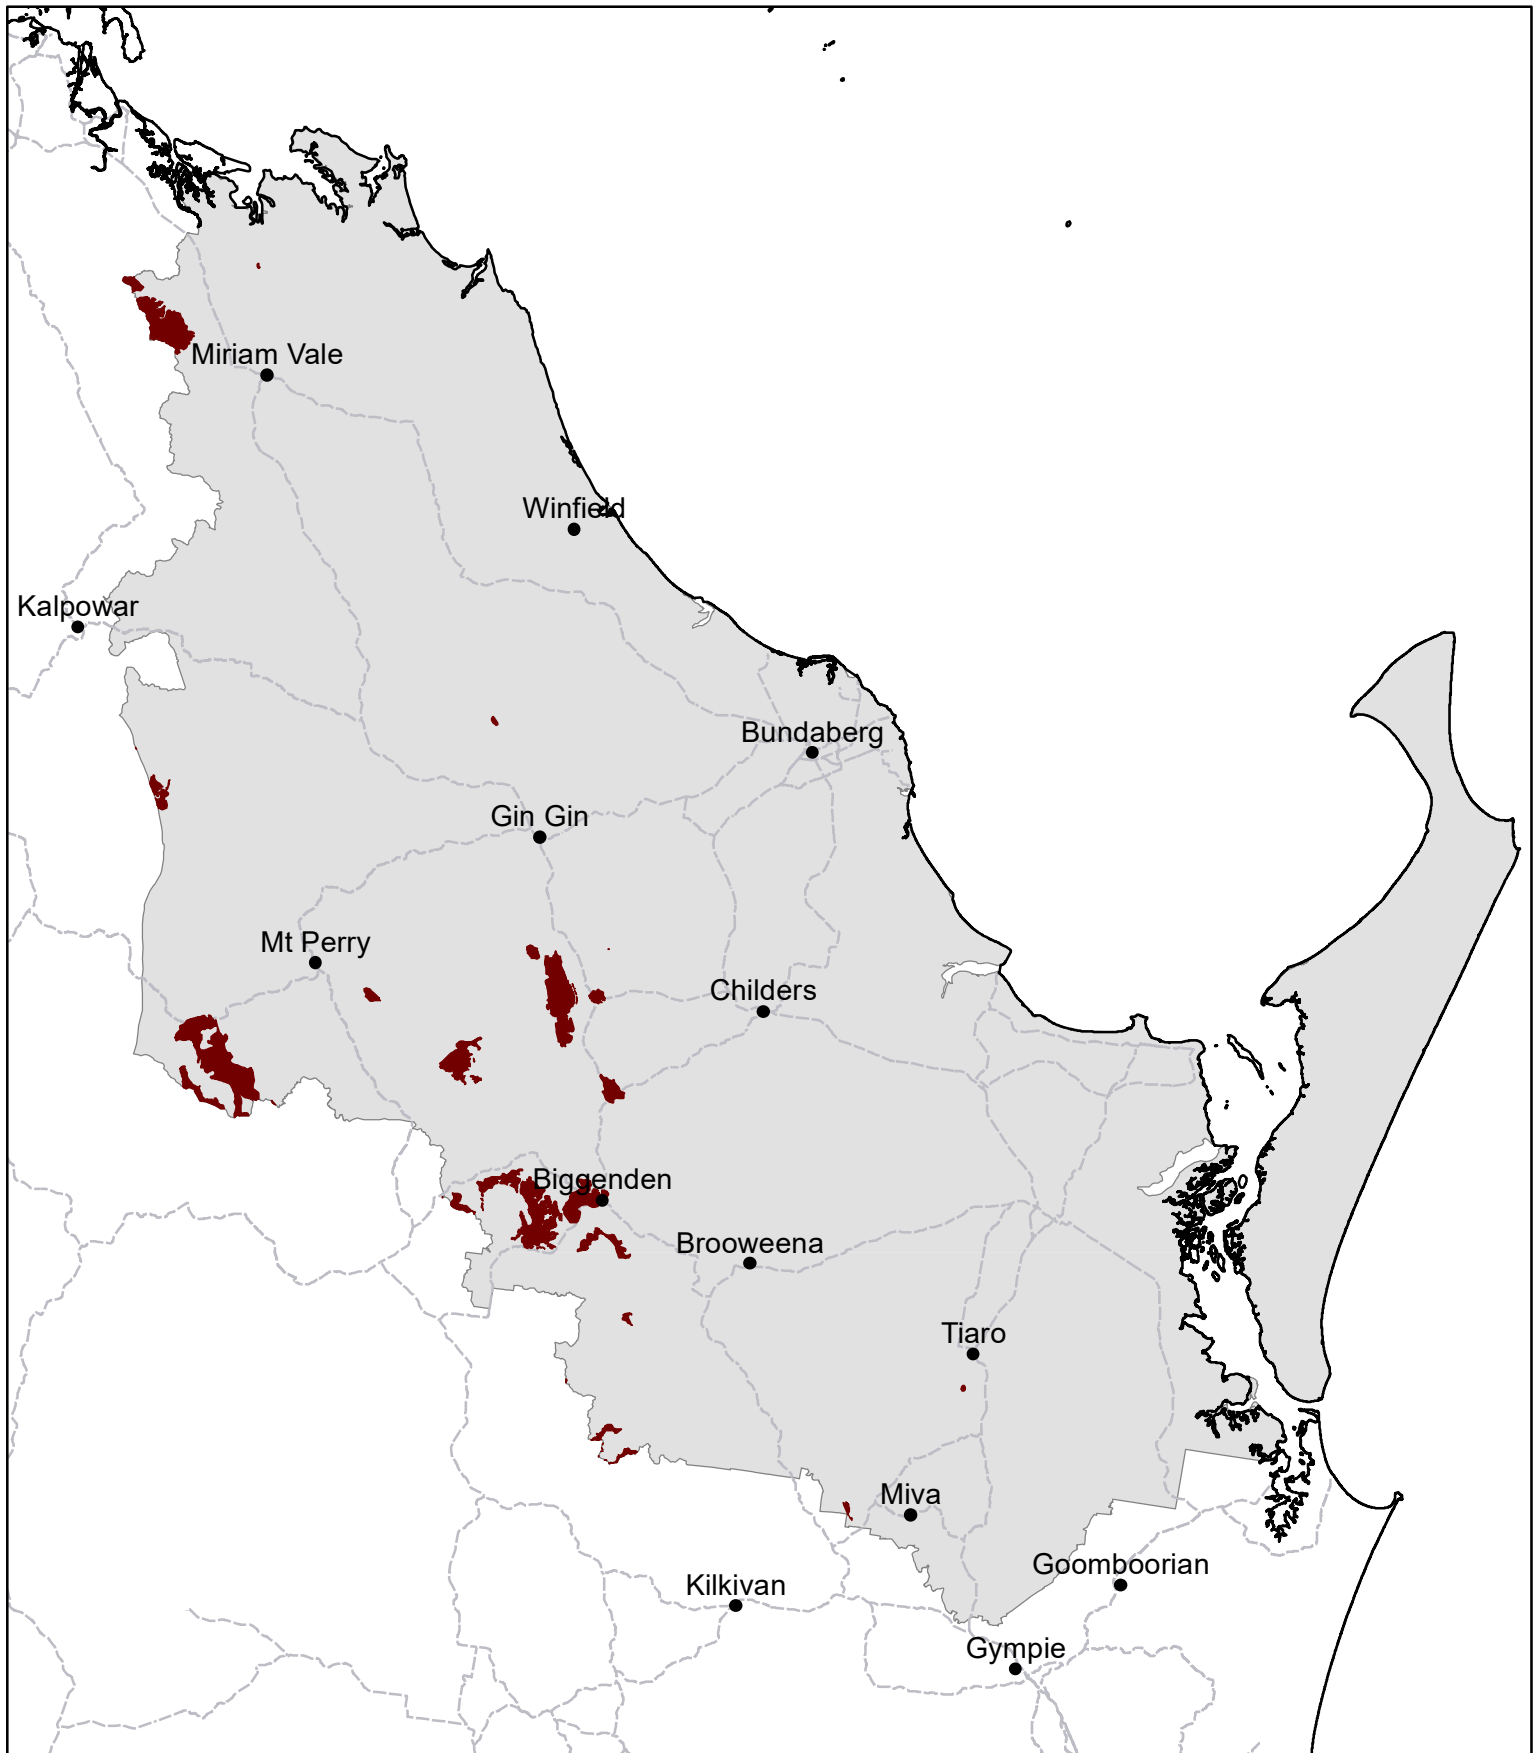 Miriam Vale
Winfield
Kalpowar
Bundaberg
Gin Gin
Mt Perry
Childers
Biggenden
Brooweena
Tiaro
Miva
Goomboorian
Kilkivan
Gympie